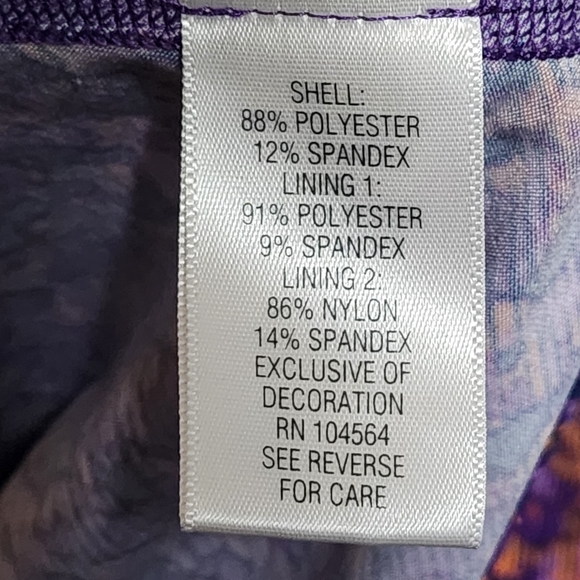 SHELL:
88% POLYESTER
12% SPANDEX
LINING 1:
91% POLYESTER
9% SPANDEX
LINING 2:
86% NYLON
14% SPANDEX
EXCLUSIVE OF
DECORATION
RN 104564
SEE REVERSE
FOR CARE